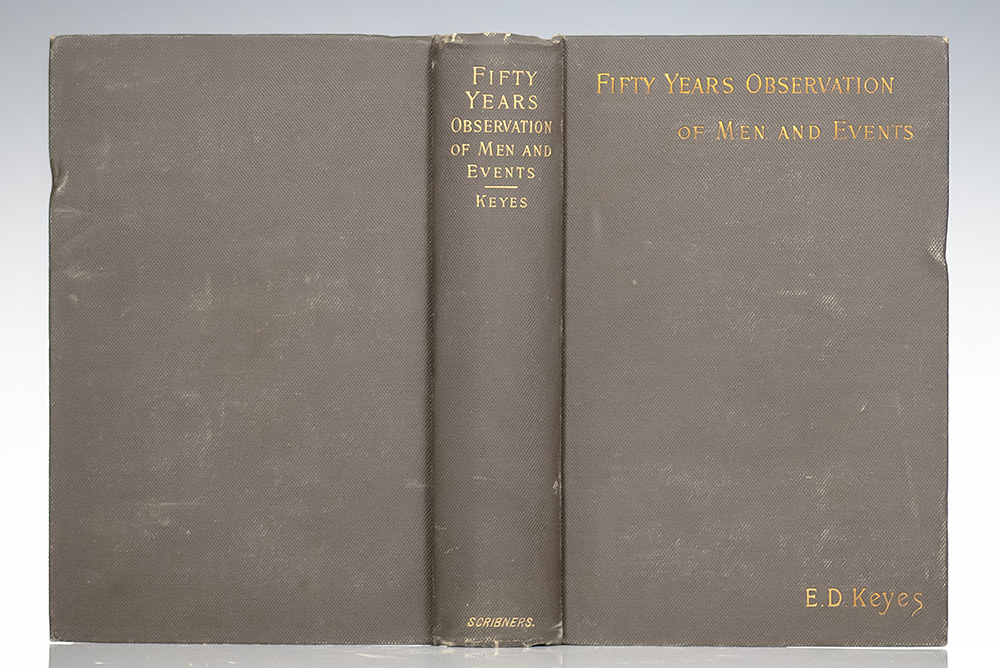 FIFTY
YEARS
OBSERVATION
OF MEN AND
EVENTS
KEYES
SCRIBNERS.
FIFTY YEARS OBSERVATION
OF MEN AND EVENTS
E.D. Keyes